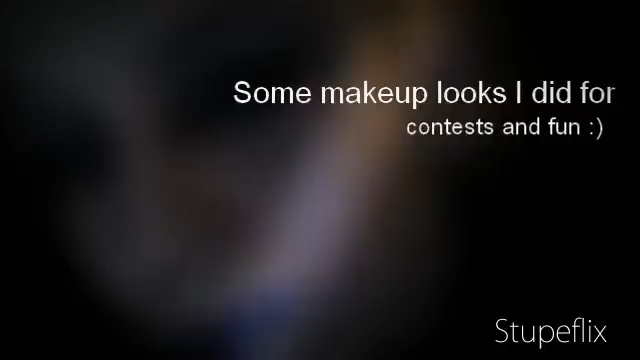 Some makeup looks I did for
contests and fun :)
Stupeflix